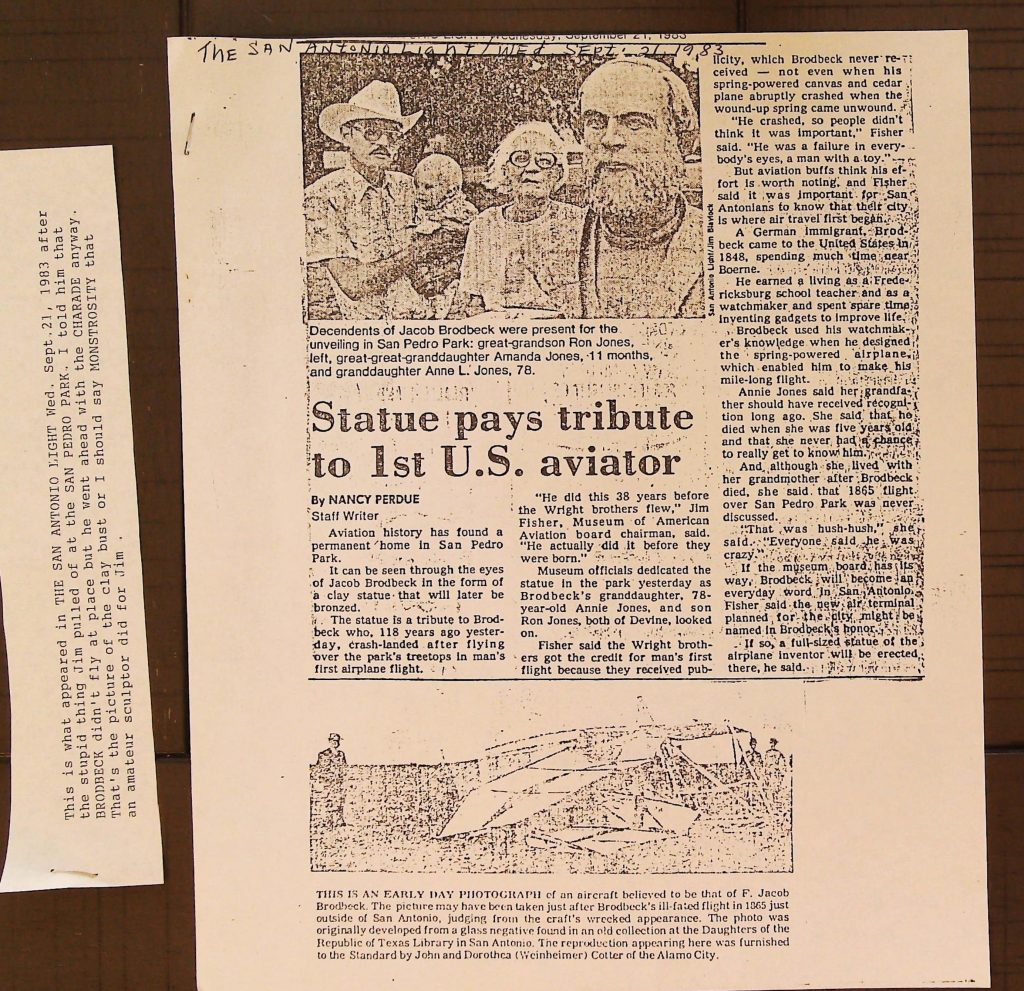 This is what appeared in THE SAN ANTONIO LIGHT Wed. Sept.21, 1983 after
the stupid thing Jim pulled of at the SAN PEDRO PARK. I told him that
BRODBECK didn't fly at place but he went ahead with the CHARADE anyway.
That's the picture of the clay bust or I should say MONSTROSITY that
an amateur sculptor did for Jim .
Wednesday, September 21, 1983
THE SAN ANTONIO LIGHT / WED SEPT. 21, 1983
San Antonio Light/Jim Blaylock
Decendents of Jacob Brodbeck were present for the
unveiling in San Pedro Park: great-grandson Ron Jones,
left, great-great-granddaughter Amanda Jones, 11 months,
and granddaughter Anne L. Jones, 78.
Statue pays tribute
to 1st U.S. aviator
By NANCY PERDUE
Staff Writer
Aviation history has found a
permanent home in San Pedro
Park.
It can be seen through the eyes
of Jacob Brodbeck in the form of
a clay statue that will later be
bronzed.
The statue is a tribute to Brod-
beck who, 118 years ago yester-
day, crash-landed after flying
over the park's treetops in man's
first airplane flight.
"He did this 38 years before
the Wright brothers flew," Jim
Fisher, Museum of American
Aviation board chairman, said.
"He actually did it before they
were born."
Museum officials dedicated the
statue in the park yesterday as
Brodbeck's granddaughter, 78-
year-old Annie Jones, and son
Ron Jones, both of Devine, looked
on.
Fisher said the Wright broth-
ers got the credit for man's first
flight because they received pub-
licity, which Brodbeck never re-
ceived — not even when his
spring-powered canvas and cedar
plane abruptly crashed when the
wound-up spring came unwound.
"He crashed, so people didn't
think it was important," Fisher
said. "He was a failure in every-
body's eyes, a man with a toy."
But aviation buffs think his ef-
fort is worth noting, and Fisher
said it was important for San
Antonians to know that their city
is where air travel first began.
A German immigrant, Brod-
beck came to the United States in
1848, spending much time near
Boerne.
He earned a living as a Frede-
ricksburg school teacher and as a
watchmaker and spent spare time
inventing gadgets to improve life.
Brodbeck used his watchmak-
er's knowledge when he designed
the spring-powered airplane,
which enabled him to make his
mile-long flight.
Annie Jones said her grandfa-
ther should have received recogni-
tion long ago. She said that he
died when she was five years old
and that she never had a chance
to really get to know him.
And although she lived with
her grandmother after Brodbeck
died, she said that 1865 flight
over San Pedro Park was never
discussed.
"That was hush-hush," she
said. "Everyone said he was
crazy."
If the museum board has its
way, Brodbeck will become an
everyday word in San Antonio.
Fisher said the new air terminal
planned for the city might be
named in Brodbeck's honor.
If so, a full-sized statue of the
airplane inventor will be erected
there, he said.
THIS IS AN EARLY DAY PHOTOGRAPH of an aircraft believed to be that of F. Jacob
Brodbeck. The picture may have been taken just after Brodbeck's ill-fated flight in 1865 just
outside of San Antonio, judging from the craft's wrecked appearance. The photo was
originally developed from a glass negative found in an old collection at the Daughters of the
Republic of Texas Library in San Antonio. The reproduction appearing here was furnished
to the Standard by John and Dorothea (Weinheimer) Cotter of the Alamo City.